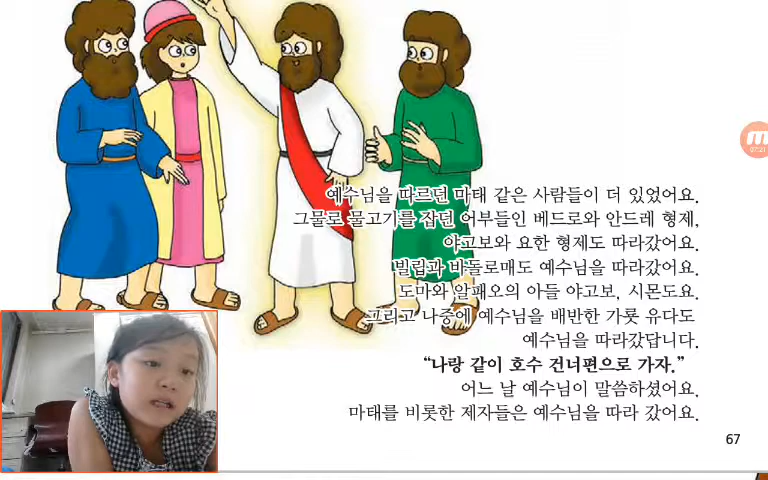 예수님을 따르던 마태 같은 사람들이 더 있었어요.
그물로 물고기를 잡던 어부들인 베드로와 안드레 형제,
야고보와 요한 형제도 따라갔어요.
빌립과 바돌로매도 예수님을 따라갔어요.
도마와 알패오의 아들 야고보, 시몬도요.
그리고 나중에 예수님을 배반한 가룟 유다도
예수님을 따라갔답니다.
“나랑 같이 호수 건너편으로 가자.”
어느 날 예수님이 말씀하셨어요.
마태를 비롯한 제자들은 예수님을 따라 갔어요.
67